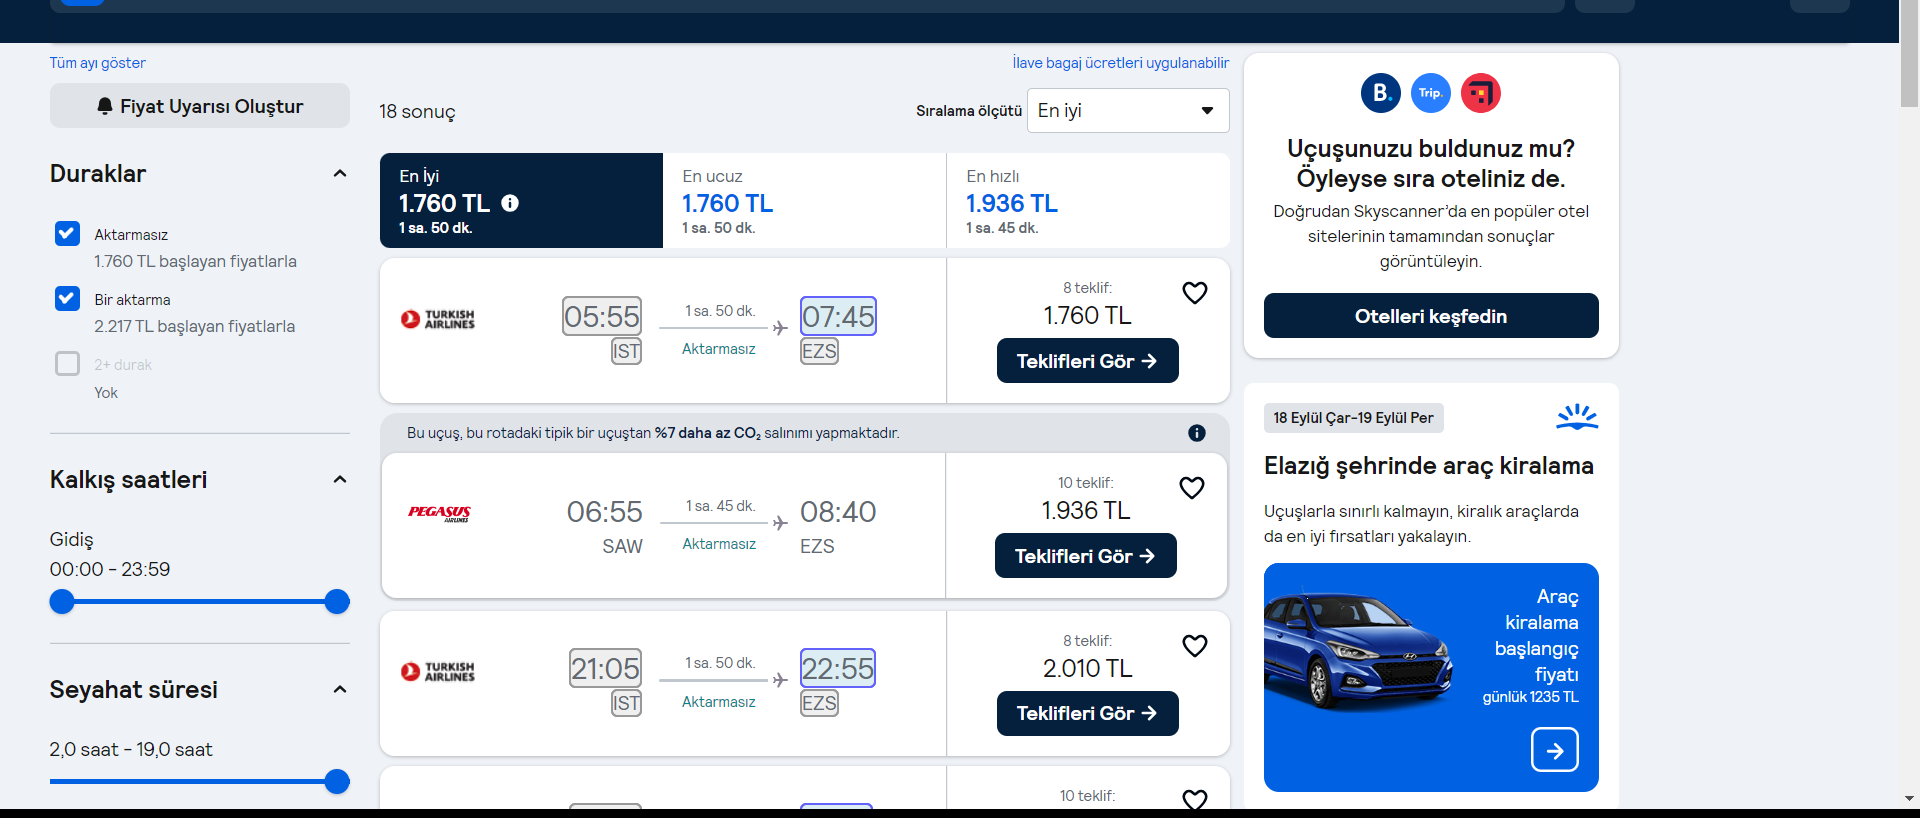 Tüm ayı göster
İlave bagaj ücretleri uygulanabilir
Fiyat Uyarısı Oluştur
18 sonuç
Sıralama ölçütü
En iyi
Duraklar
Aktarmasız
1.760 TL başlayan fiyatlarla
Bir aktarma
2.217 TL başlayan fiyatlarla
2+ durak
Yok
Kalkış saatleri
Gidiş
00:00 - 23:59
Seyahat süresi
2,0 saat - 19,0 saat
En İyi
1.760 TL
1 sa. 50 dk.
En ucuz
1.760 TL
1 sa. 50 dk.
En hızlı
1.936 TL
1 sa. 45 dk.
TURKISH AIRLINES
05:55
IST
1 sa. 50 dk.
Aktarmasız
07:45
EZS
8 teklif:
1.760 TL
Teklifleri Gör
Bu uçuş, bu rotadaki tipik bir uçuştan %7 daha az CO₂ salınımı yapmaktadır.
PEGASUS AIRLINES
06:55
SAW
1 sa. 45 dk.
Aktarmasız
08:40
EZS
10 teklif:
1.936 TL
Teklifleri Gör
TURKISH AIRLINES
21:05
IST
1 sa. 50 dk.
Aktarmasız
22:55
EZS
8 teklif:
2.010 TL
Teklifleri Gör
10 teklif:
B.
Trip.
Uçuşunuzu buldunuz mu?
Öyleyse sıra oteliniz de.
Doğrudan Skyscanner’da en popüler otel
sitelerinin tamamından sonuçlar
görüntüleyin.
Otelleri keşfedin
18 Eylül Çar-19 Eylül Per
Elazığ şehrinde araç kiralama
Uçuşlarla sınırlı kalmayın, kiralık araçlarda
da en iyi fırsatları yakalayın.
Araç
kiralama
başlangıç
fiyatı
günlük 1235 TL